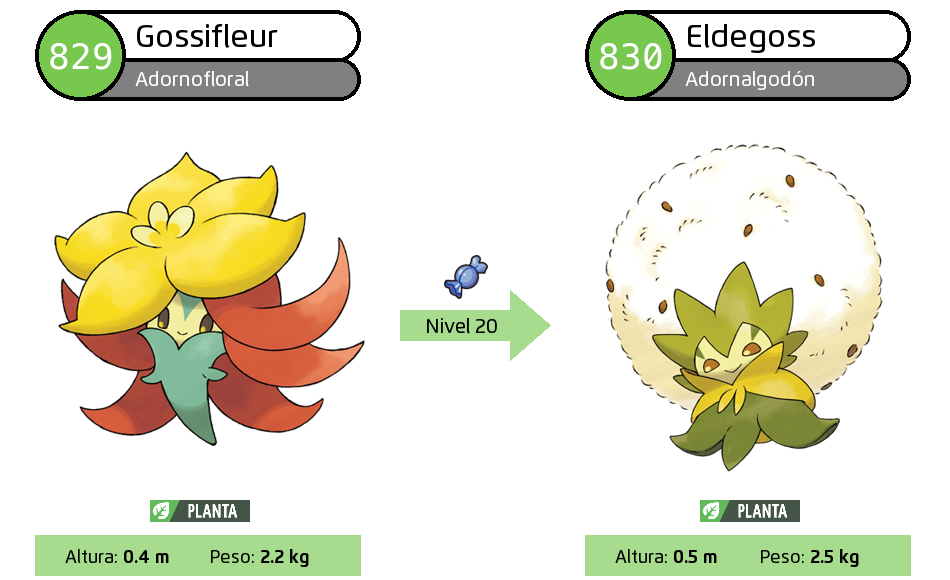 829
Gossifleur
Adornofloral
830
Eldegoss
Adornalgodón
Nivel 20
PLANTA
PLANTA
Altura: 0.4 m Peso: 2.2 kg
Altura: 0.5 m Peso: 2.5 kg